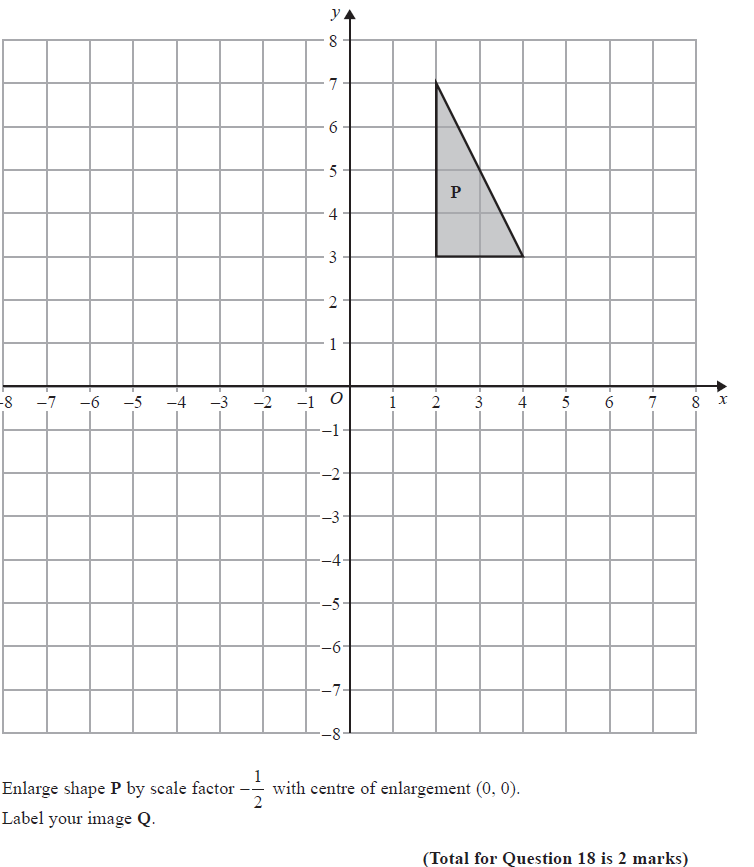 y
8
7
6
5
P
4
3
2
1
-8 –7 –6 –5 –4 –3 –2 –1 O 1 2 3 4 5 6 7 8 x
–1
–2
–3
–4
–5
–6
–7
–8
Enlarge shape P by scale factor –1/2 with centre of enlargement (0, 0).
Label your image Q.
(Total for Question 18 is 2 marks)